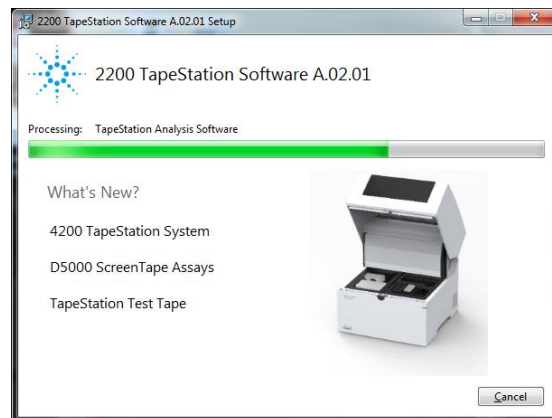 2200 TapeStation Software A.02.01 Setup
2200 TapeStation Software A.02.01
Processing: TapeStation Analysis Software
What's New?
4200 TapeStation System
D5000 ScreenTape Assays
TapeStation Test Tape
Cancel